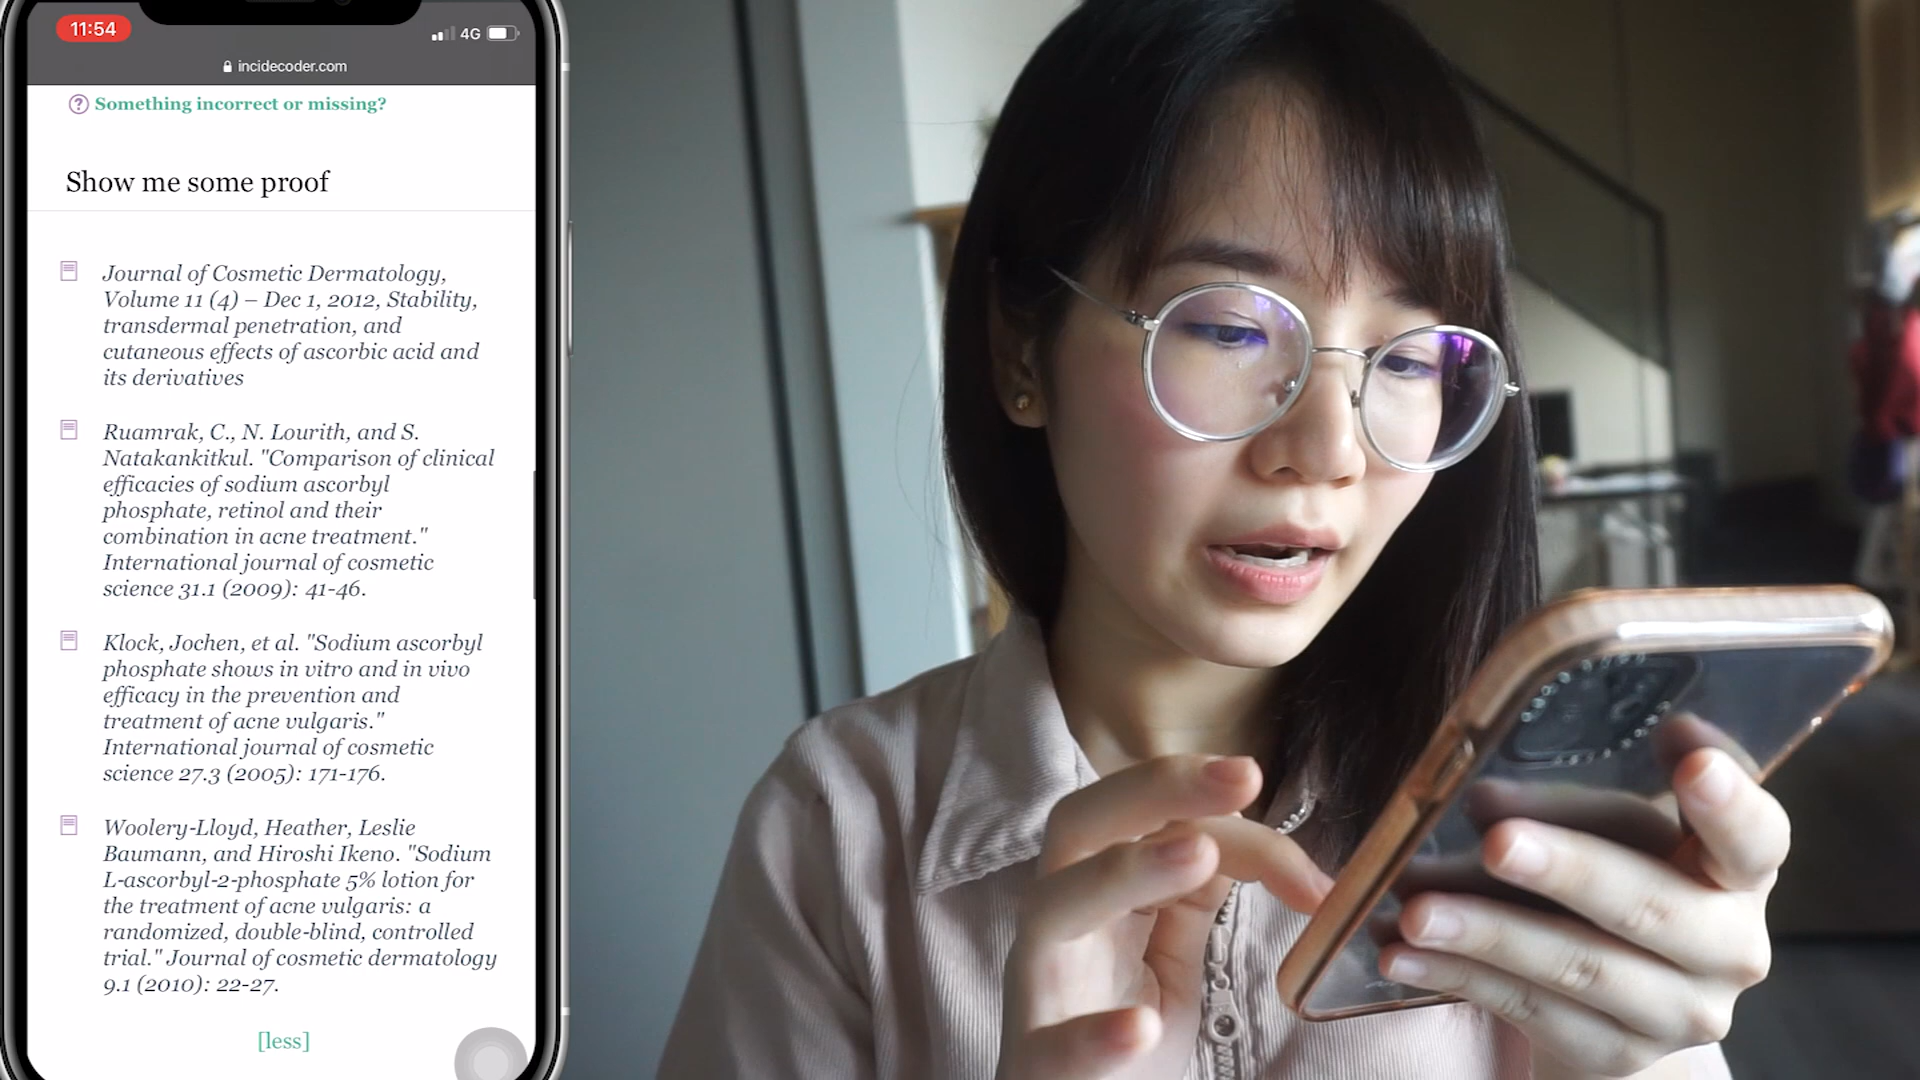 11:54
4G
incidecoder.com
? Something incorrect or missing?
Show me some proof
Journal of Cosmetic Dermatology,
Volume 11 (4) – Dec 1, 2012, Stability,
transdermal penetration, and
cutaneous effects of ascorbic acid and
its derivatives
Ruamrak, C., N. Lourith, and S.
Natakankitkul. "Comparison of clinical
efficacies of sodium ascorbyl
phosphate, retinol and their
combination in acne treatment."
International journal of cosmetic
science 31.1 (2009): 41-46.
Klock, Jochen, et al. "Sodium ascorbyl
phosphate shows in vitro and in vivo
efficacy in the prevention and
treatment of acne vulgaris."
International journal of cosmetic
science 27.3 (2005): 171-176.
Woolery-Lloyd, Heather, Leslie
Baumann, and Hiroshi Ikeno. "Sodium
L-ascorbyl-2-phosphate 5% lotion for
the treatment of acne vulgaris: a
randomized, double-blind, controlled
trial." Journal of cosmetic dermatology
9.1 (2010): 22-27.
[less]